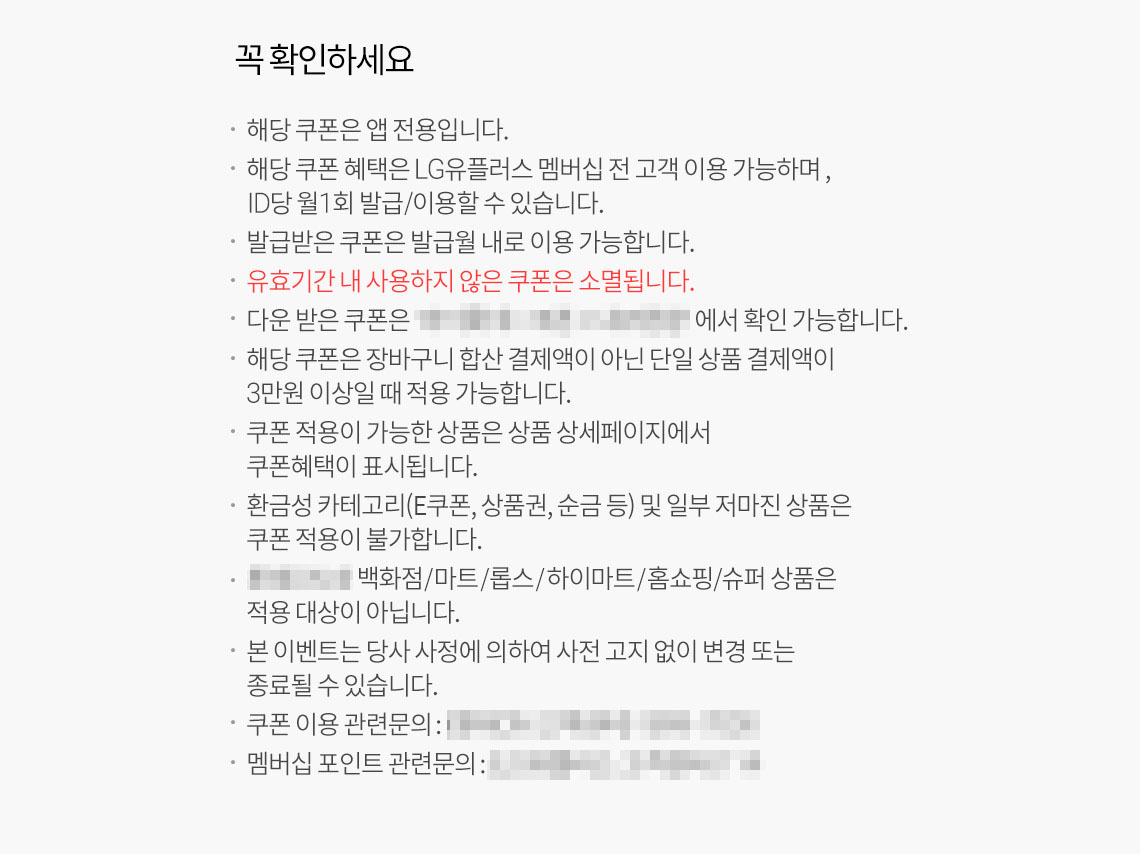 꼭 확인하세요
· 해당 쿠폰은 앱 전용입니다.
· 해당 쿠폰 혜택은 LG유플러스 멤버십 전 고객 이용 가능하며 ,
ID당 월1회 발급/이용할 수 있습니다.
· 발급받은 쿠폰은 발급월 내로 이용 가능합니다.
· 유효기간 내 사용하지 않은 쿠폰은 소멸됩니다.
· 다운 받은 쿠폰은 에서 확인 가능합니다.
· 해당 쿠폰은 장바구니 합산 결제액이 아닌 단일 상품 결제액이
3만원 이상일 때 적용 가능합니다.
· 쿠폰 적용이 가능한 상품은 상품 상세페이지에서
쿠폰혜택이 표시됩니다.
· 환금성 카테고리(E쿠폰, 상품권, 순금 등) 및 일부 저마진 상품은
쿠폰 적용이 불가합니다.
· 백화점/마트/롭스/하이마트/홈쇼핑/슈퍼 상품은
적용 대상이 아닙니다.
· 본 이벤트는 당사 사정에 의하여 사전 고지 없이 변경 또는
종료될 수 있습니다.
· 쿠폰 이용 관련문의 :
· 멤버십 포인트 관련문의 :